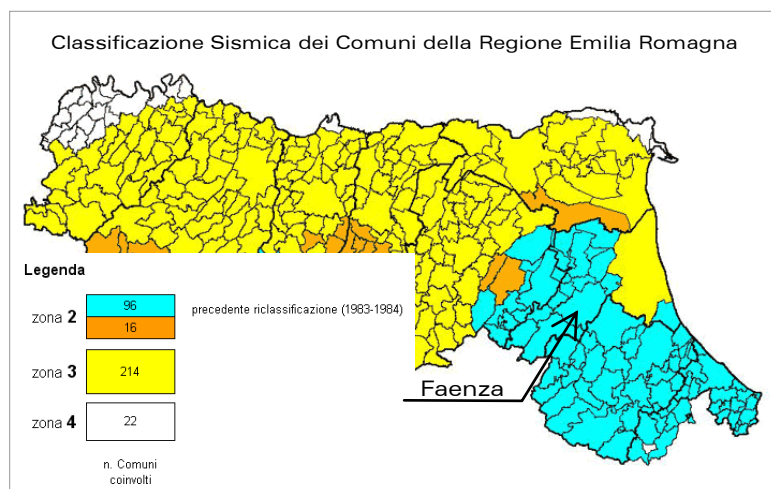 Classificazione Sismica dei Comuni della Regione Emilia Romagna
Legenda
zona 2
96
16
precedente riclassificazione (1983-1984)
zona 3
214
zona 4
22
n. Comuni
coinvolti
Faenza